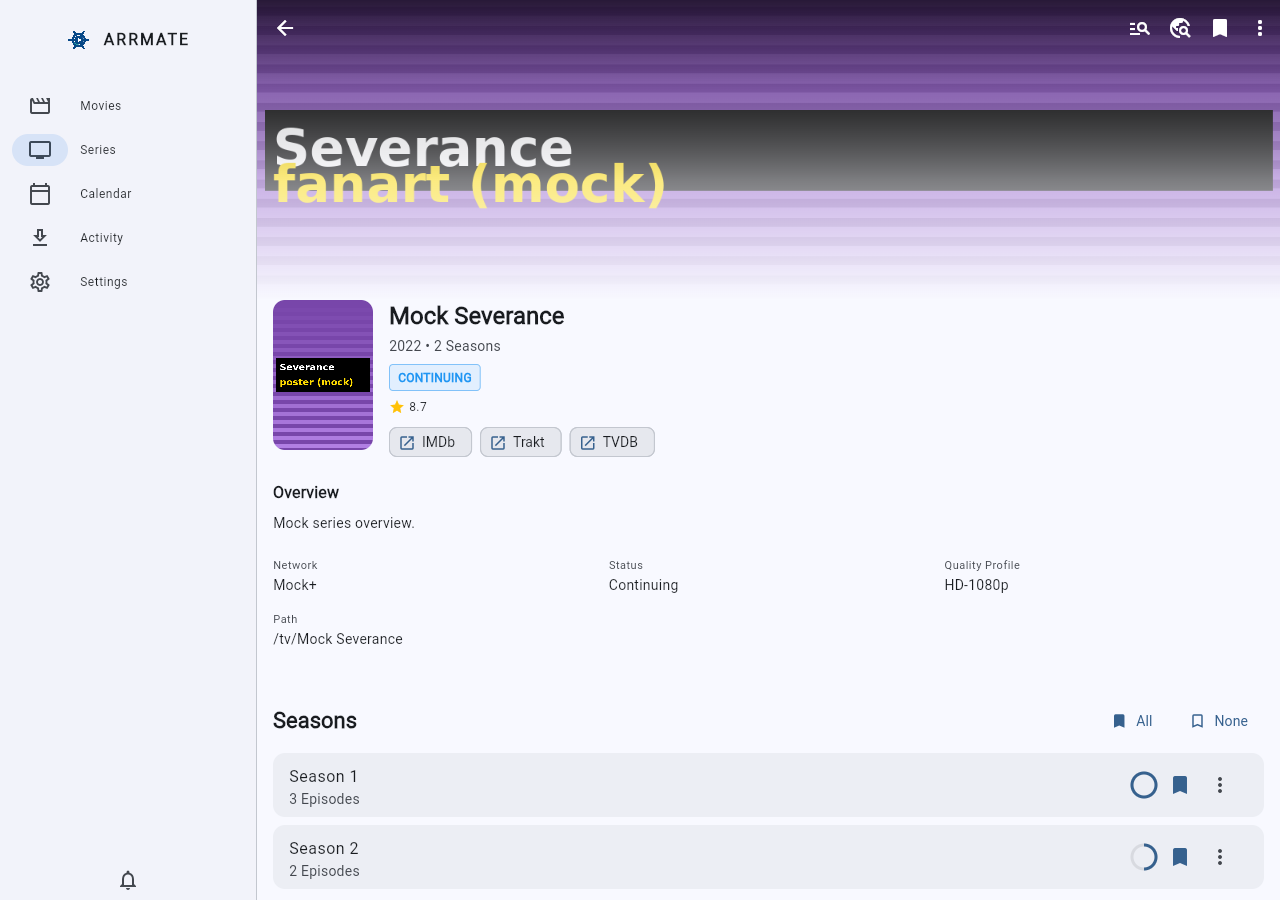 ARRMATE
Movies
Series
Calendar
Activity
Settings
Severance
fanart (mock)
Severance
poster (mock)
Mock Severance
2022 • 2 Seasons
CONTINUING
8.7
IMDb
Trakt
TVDB
Overview
Mock series overview.
Network
Mock+
Status
Continuing
Quality Profile
HD-1080p
Path
/tv/Mock Severance
Seasons
All
None
Season 1
3 Episodes
Season 2
2 Episodes